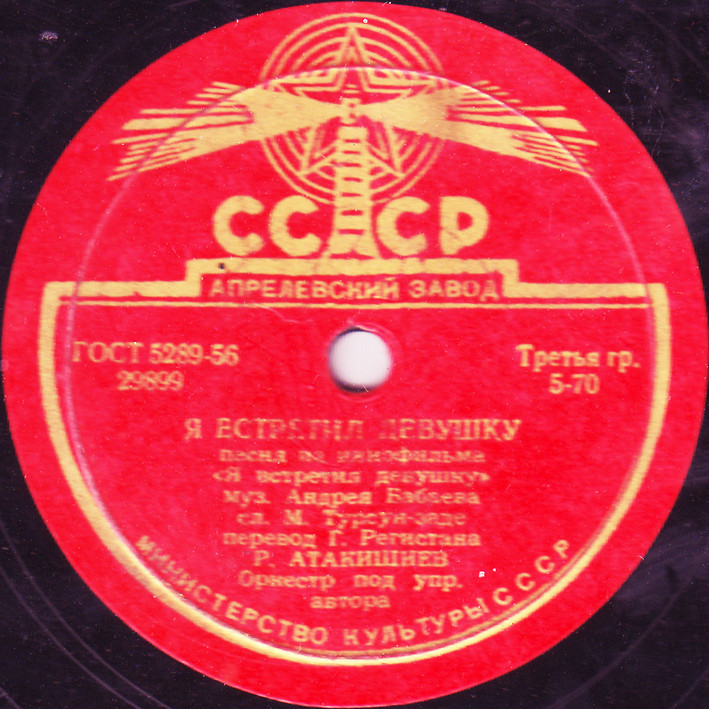 СССР
АПРЕЛЕВСКИЙ ЗАВОД
ГОСТ 5289-56
29899
Третья гр.
5-70
Я ВСТРЕТИЛ ДЕВУШКУ
песня из кинофильма
«Я встретил девушку»
муз. Андрея Бабаева
сл. М. Турсун-заде
перевод Г. Регистана
Р. АТАКИШИЕВ
Оркестр под упр.
автора
МИНИСТЕРСТВО КУЛЬТУРЫ СССР